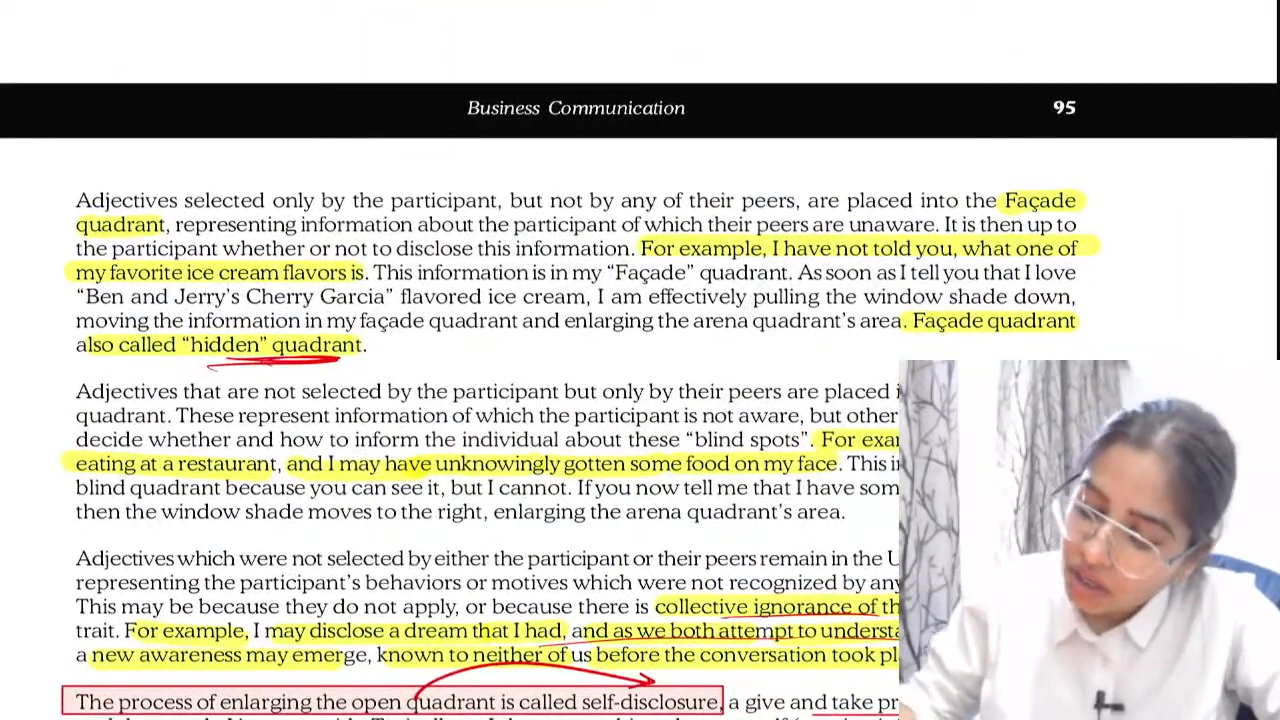 Business Communication 95
Adjectives selected only by the participant, but not by any of their peers, are placed into the Façade
quadrant, representing information about the participant of which their peers are unaware. It is then up to
the participant whether or not to disclose this information. For example, I have not told you, what one of
my favorite ice cream flavors is. This information is in my “Façade” quadrant. As soon as I tell you that I love
“Ben and Jerry’s Cherry Garcia” flavored ice cream, I am effectively pulling the window shade down,
moving the information in my façade quadrant and enlarging the arena quadrant’s area. Façade quadrant
also called “hidden” quadrant.
Adjectives that are not selected by the participant but only by their peers are placed
quadrant. These represent information of which the participant is not aware, but other
decide whether and how to inform the individual about these “blind spots”. For
eating at a restaurant, and I may have unknowingly gotten some food on my face. This
blind quadrant because you can see it, but I cannot. If you now tell me that I have
then the window shade moves to the right, enlarging the arena quadrant’s area.
Adjectives which were not selected by either the participant or their peers remain in the
representing the participant’s behaviors or motives which were not recognized by
This may be because they do not apply, or because there is collective ignorance of
trait. For example, I may disclose a dream that I had, and as we both attempt to
a new awareness may emerge, known to neither of us before the conversation took
The process of enlarging the open quadrant is called self-disclosure, a give and take